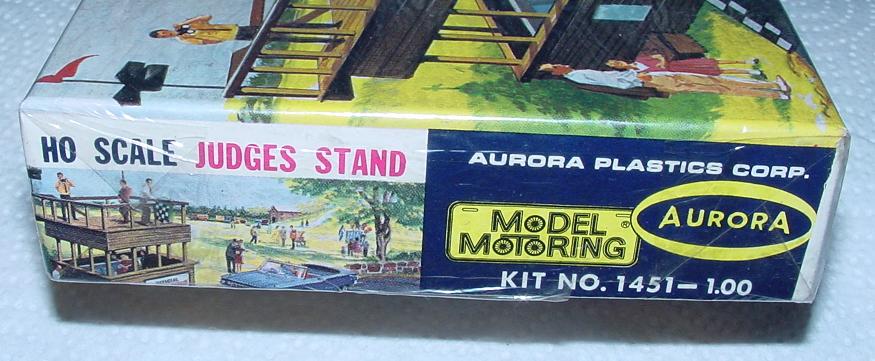 HO SCALE JUDGES STAND
AURORA PLASTICS CORP.
MODEL
MOTORING ®
AURORA
KIT NO. 1451–1.00